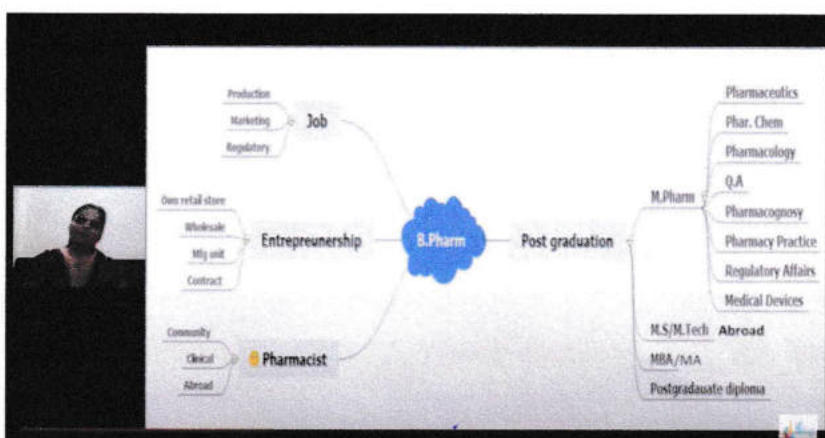 Production
Marketing
Regulatory
Job
Own retail store
Wholesale
Mfg unit
Contract
Entrepreunership
Community
Clinical
Abroad
Pharmacist
B.Pharm
Post graduation
M.Pharm
Pharmaceutics
Phar. Chem
Pharmacology
Q.A
Pharmacognosy
Pharmacy Practice
Regulatory Affairs
Medical Devices
M.S/M.Tech Abroad
MBA/MA
Postgradauate diploma